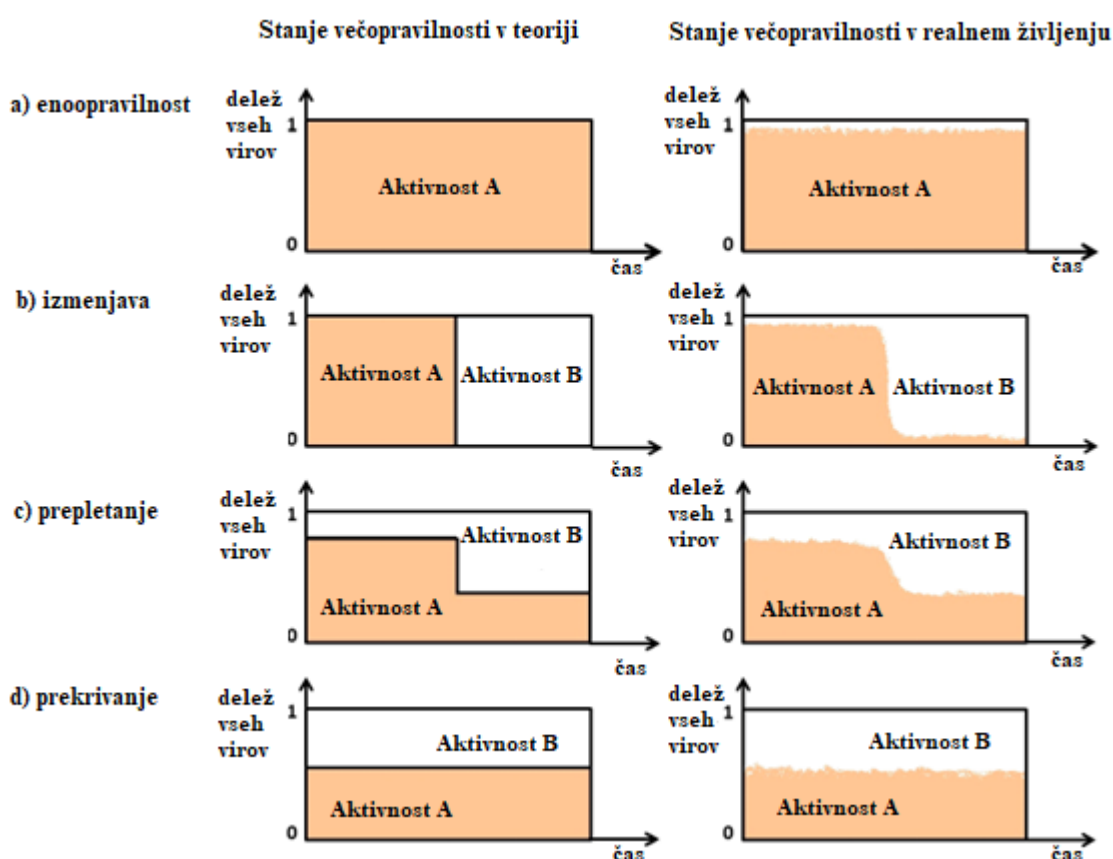 Stanje večopravilnosti v teoriji
Stanje večopravilnosti v realnem življenju
a) enoopravilnost
delež
vseh
virov
1
Aktivnost A
0
čas
delež
vseh
virov
1
Aktivnost A
0
čas
b) izmenjava
delež
vseh
virov
1
Aktivnost A
Aktivnost B
0
čas
delež
vseh
virov
1
Aktivnost A
Aktivnost B
0
čas
c) prepletanje
delež
vseh
virov
1
Aktivnost B
Aktivnost A
0
čas
delež
vseh
virov
1
Aktivnost B
Aktivnost A
0
čas
d) prekrivanje
delež
vseh
virov
1
Aktivnost B
Aktivnost A
0
čas
delež
vseh
virov
1
Aktivnost B
Aktivnost A
0
čas